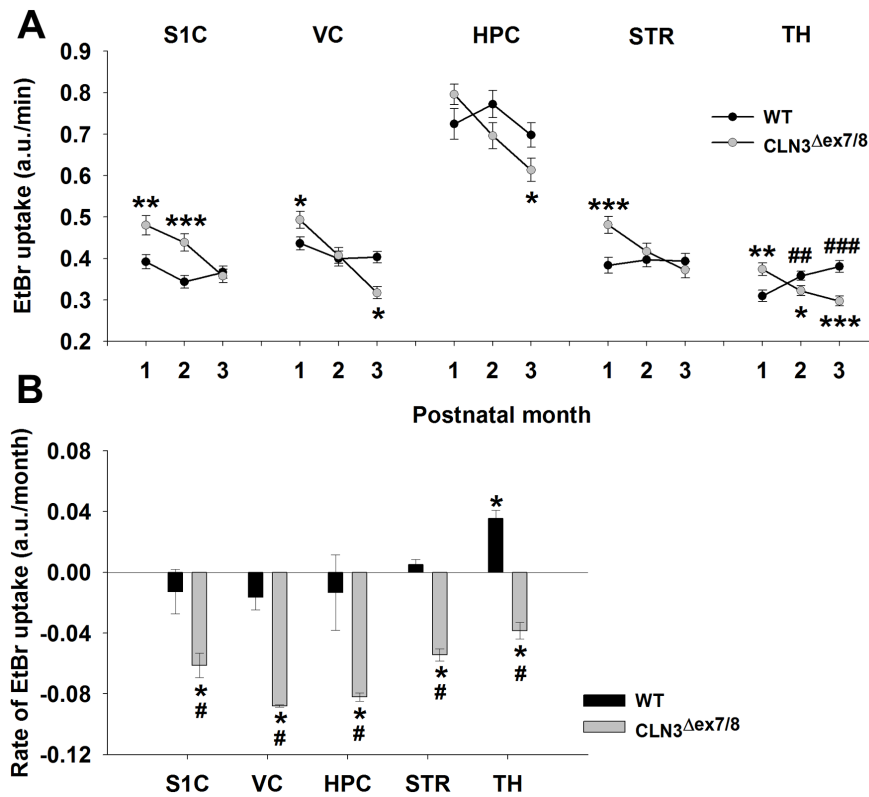 A
S1C VC HPC STR TH
EtBr uptake (a.u./min)
0.9
0.8
0.7
0.6
0.5
0.4
0.3
0.2
WT
CLN3Δex7/8
** *** * * * *** ** ## ### * ***
1 2 3 1 2 3 1 2 3 1 2 3 1 2 3
Postnatal month
B
Rate of EtBr uptake (a.u./month)
0.08
0.04
0.00
-0.04
-0.08
-0.12
*
* * * * *
# # # # #
WT
CLN3Δex7/8
S1C VC HPC STR TH